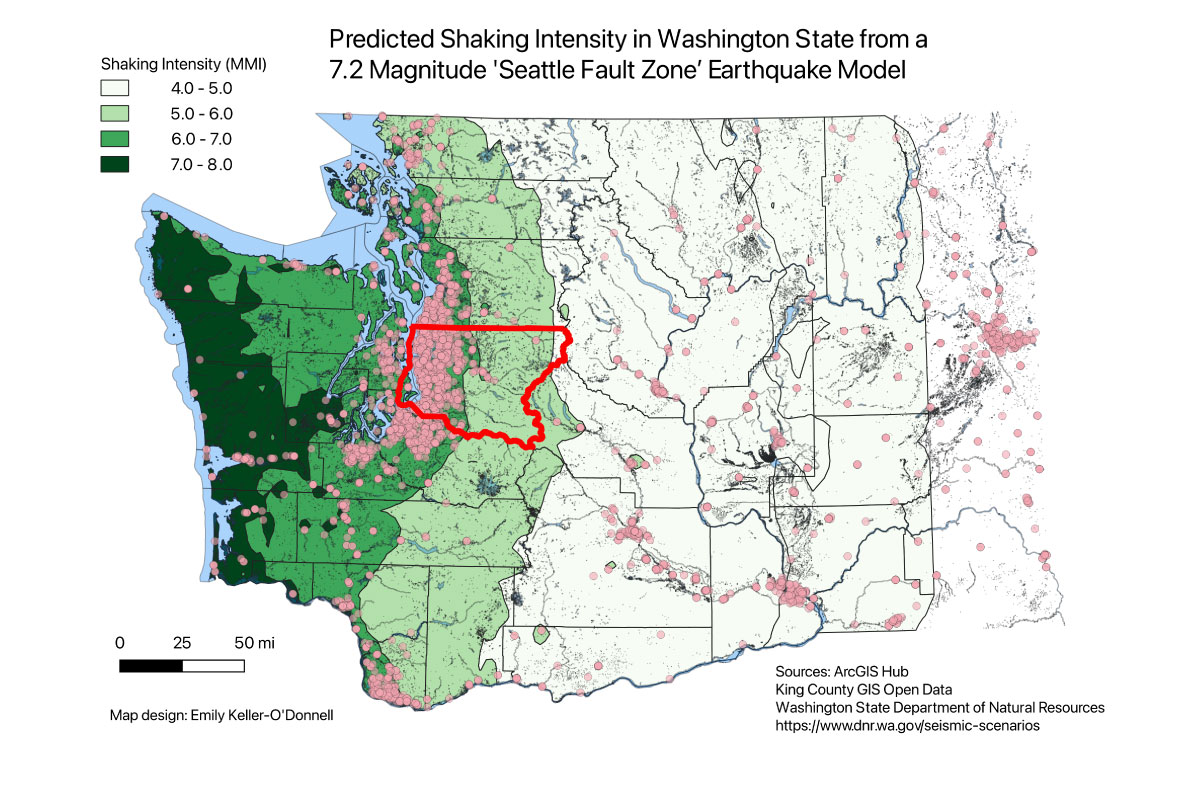 Predicted Shaking Intensity in Washington State from a
7.2 Magnitude 'Seattle Fault Zone’ Earthquake Model
Shaking Intensity (MMI)
4.0 - 5.0
5.0 - 6.0
6.0 - 7.0
7.0 - 8.0
0 25 50 mi
Map design: Emily Keller-O'Donnell
Sources: ArcGIS Hub
King County GIS Open Data
Washington State Department of Natural Resources
https://www.dnr.wa.gov/seismic-scenarios